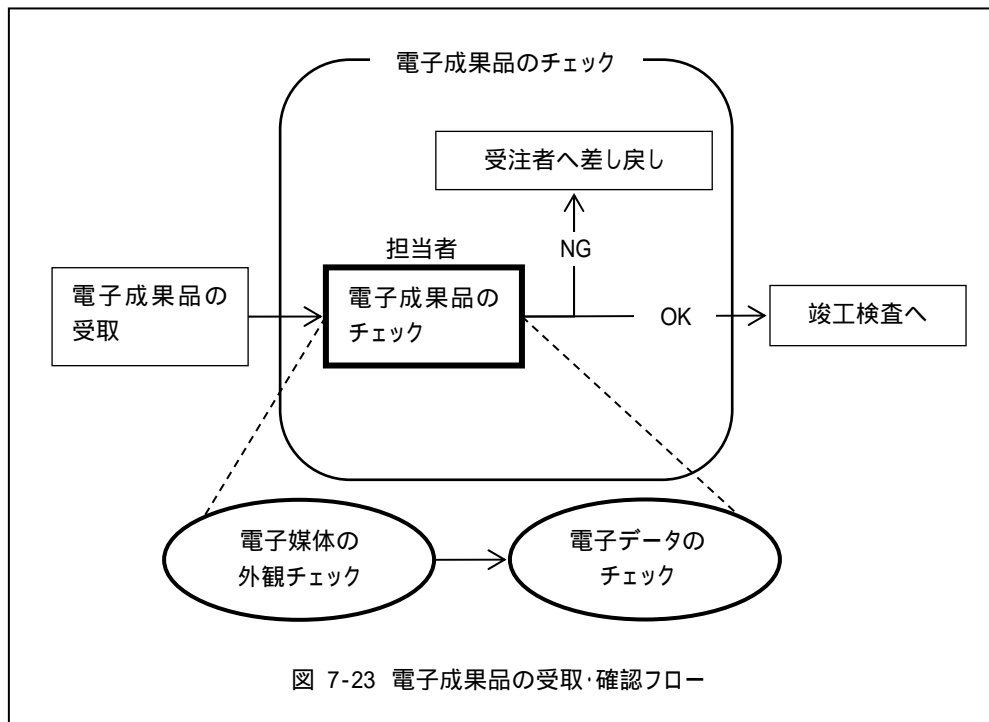 電子成果品のチェック
受注者へ差し戻し
NG
担当者
電子成果品の
受取
電子成果品の
チェック
OK
竣工検査へ
電子媒体の
外観チェック
電子データの
チェック
図 7-23 電子成果品の受取･確認フロー